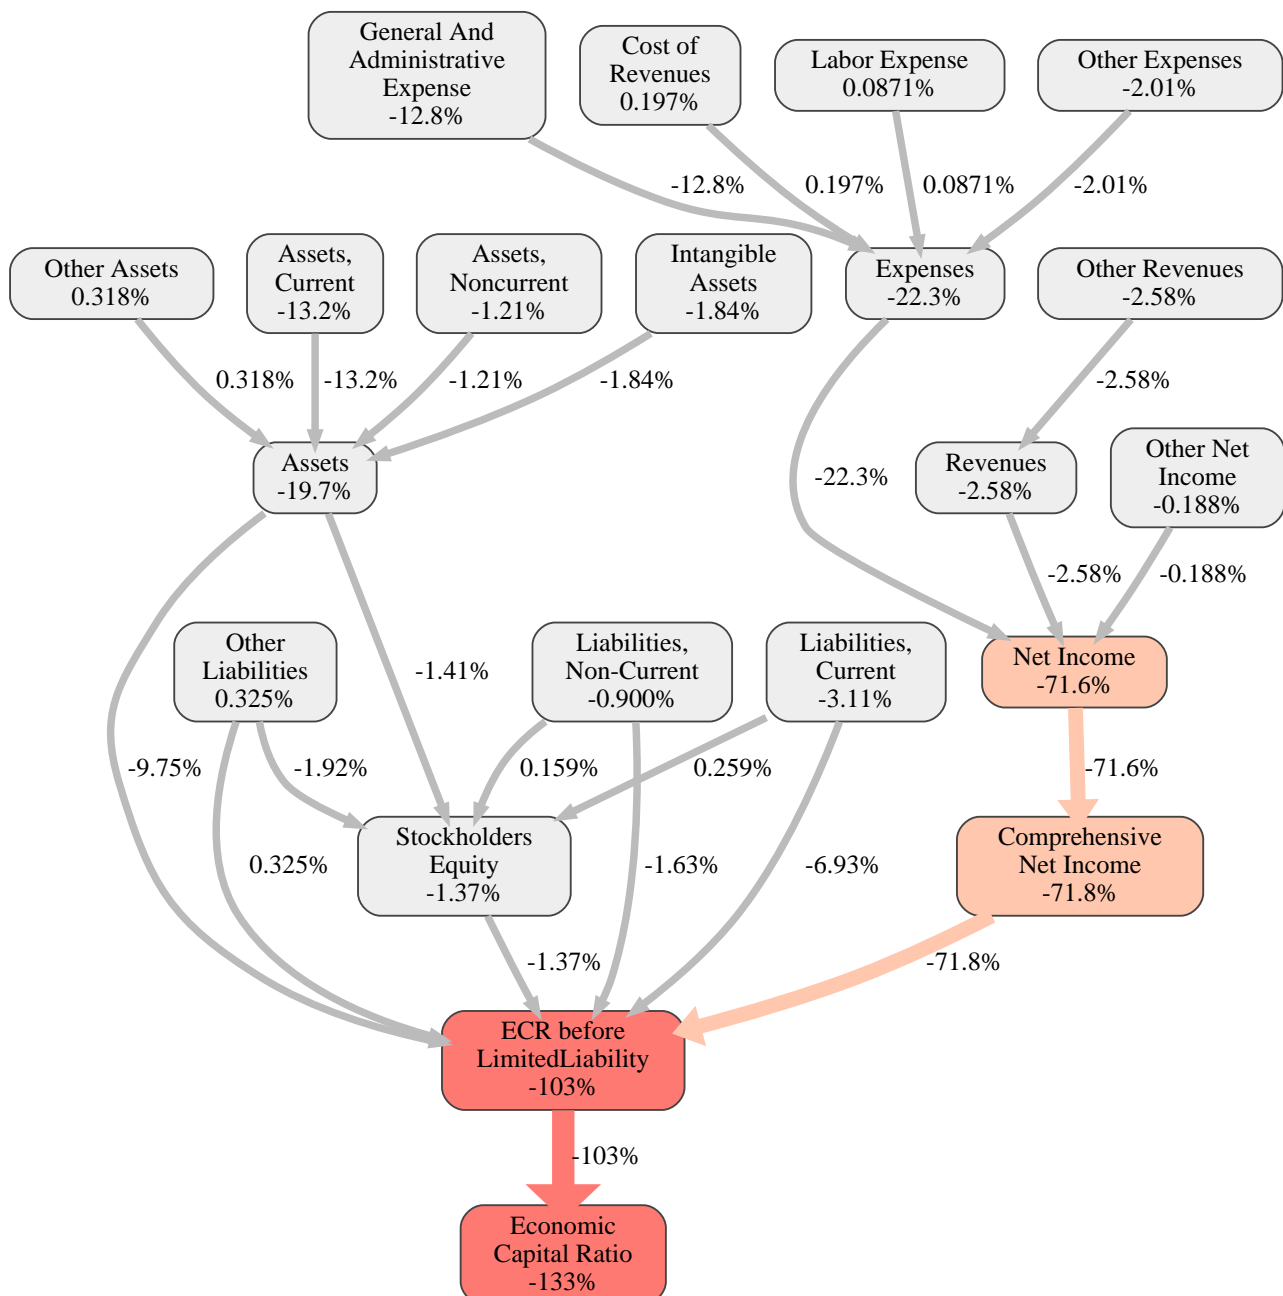 General And
Administrative
Expense
-12.8%
Cost of
Revenues
0.197%
Labor Expense
0.0871%
Other Expenses
-2.01%
-12.8%
0.197%
0.0871%
-2.01%
Other Assets
0.318%
Assets,
Current
-13.2%
Assets,
Noncurrent
-1.21%
Intangible
Assets
-1.84%
Expenses
-22.3%
Other Revenues
-2.58%
0.318%
-13.2%
-1.21%
-1.84%
-2.58%
Assets
-19.7%
-22.3%
Revenues
-2.58%
Other Net
Income
-0.188%
-2.58%
-0.188%
Other
Liabilities
0.325%
-1.41%
Liabilities,
Non-Current
-0.900%
Liabilities,
Current
-3.11%
Net Income
-71.6%
-9.75%
-1.92%
0.159%
0.259%
-71.6%
Stockholders
Equity
-1.37%
0.325%
-1.63%
-6.93%
Comprehensive
Net Income
-71.8%
-1.37%
-71.8%
ECR before
LimitedLiability
-103%
-103%
Economic
Capital Ratio
-133%